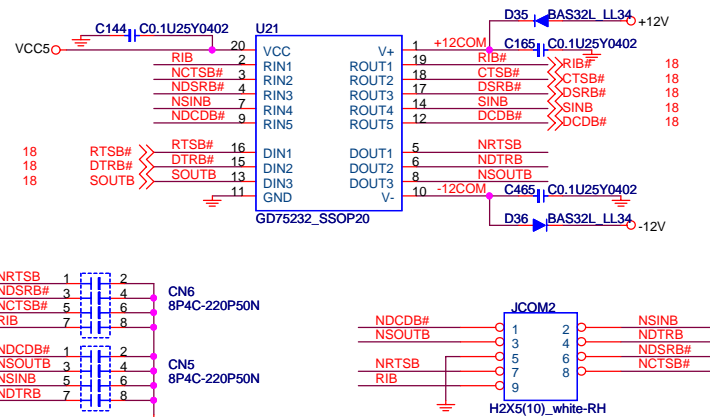 C144 C0.1U25Y0402
U21
D35 BAS32L_LL34
+12V
VCC5
20 VCC V+ 1 +12COM C165 C0.1U25Y0402
RIB 2 RIN1 ROUT1 19 RIB# RIB# 18
NCTSB# 3 RIN2 ROUT2 18 CTSB# CTSB# 18
NDSRB# 4 RIN3 ROUT3 17 DSRB# DSRB# 18
NSINB 7 RIN4 ROUT4 14 SINB SINB 18
NDCDB# 9 RIN5 ROUT5 12 DCDB# DCDB# 18
18 RTSB# RTSB# 16 DIN1 DOUT1 5 NRTSB
18 DTRB# DTRB# 15 DIN2 DOUT2 6 NDTRB
18 SOUTB SOUTB 13 DIN3 DOUT3 8 NSOUTB
11 GND V- 10 -12COM C465 C0.1U25Y0402
GD75232_SSOP20
D36 BAS32L_LL34
-12V
NRTSB 1 2
NDSRB# 3 4
NCTSB# 5 6
RIB 7 8
CN6
8P4C-220P50N
NDCDB# 1 2
NSOUTB 3 4
NSINB 5 6
NDTRB 7 8
CN5
8P4C-220P50N
JCOM2
NDCDB# 1 2 NSINB
NSOUTB 3 4 NDTRB
5 6 NDSRB#
NRTSB 7 8 NCTSB#
RIB 9
H2X5(10)_white-RH